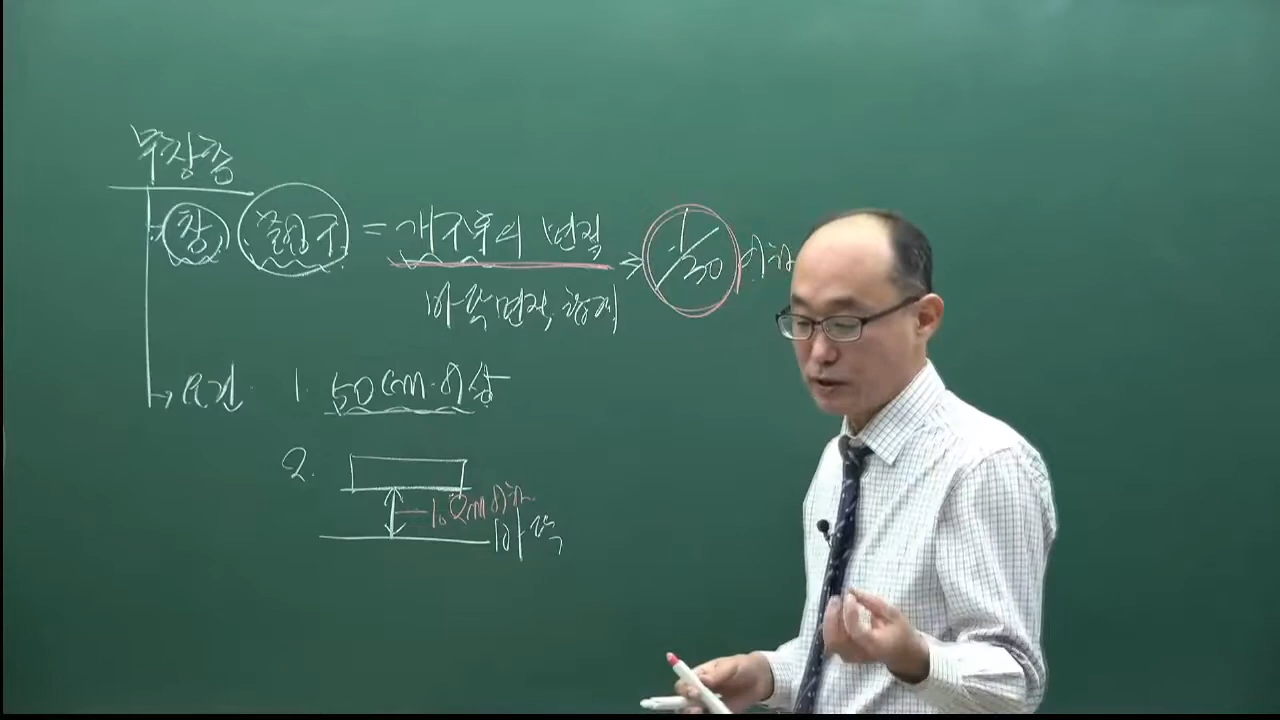 무창층
창 출입구 = 개구부의 면적 → 1/30 이하
바닥면적 합계
→ 요건. 1. 50cm 이상
2.
1.2m 이하
바닥